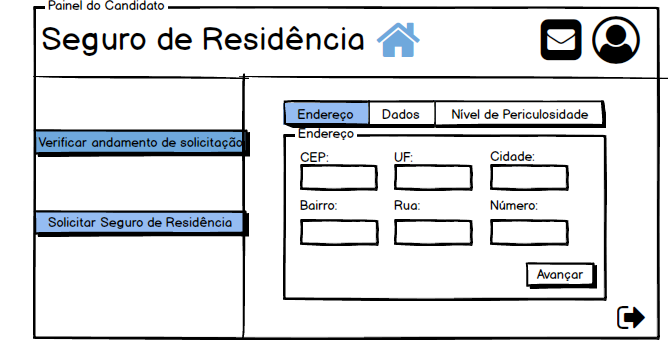 Painel do Candidato
Seguro de Residência
Endereço Dados Nível de Periculosidade
Endereço
Verificar andamento de solicitação
CEP: UF: Cidade:
Bairro: Rua: Número:
Solicitar Seguro de Residência
Avançar